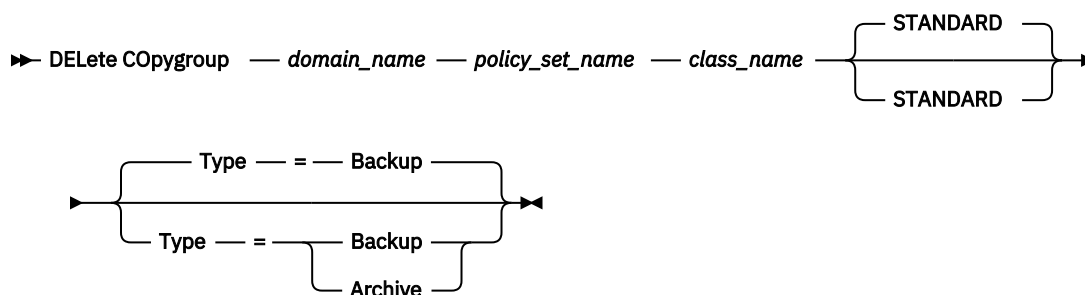 STANDARD
DELete COpygroup domain_name policy_set_name class_name
STANDARD
Type = Backup
Type = Backup
Archive